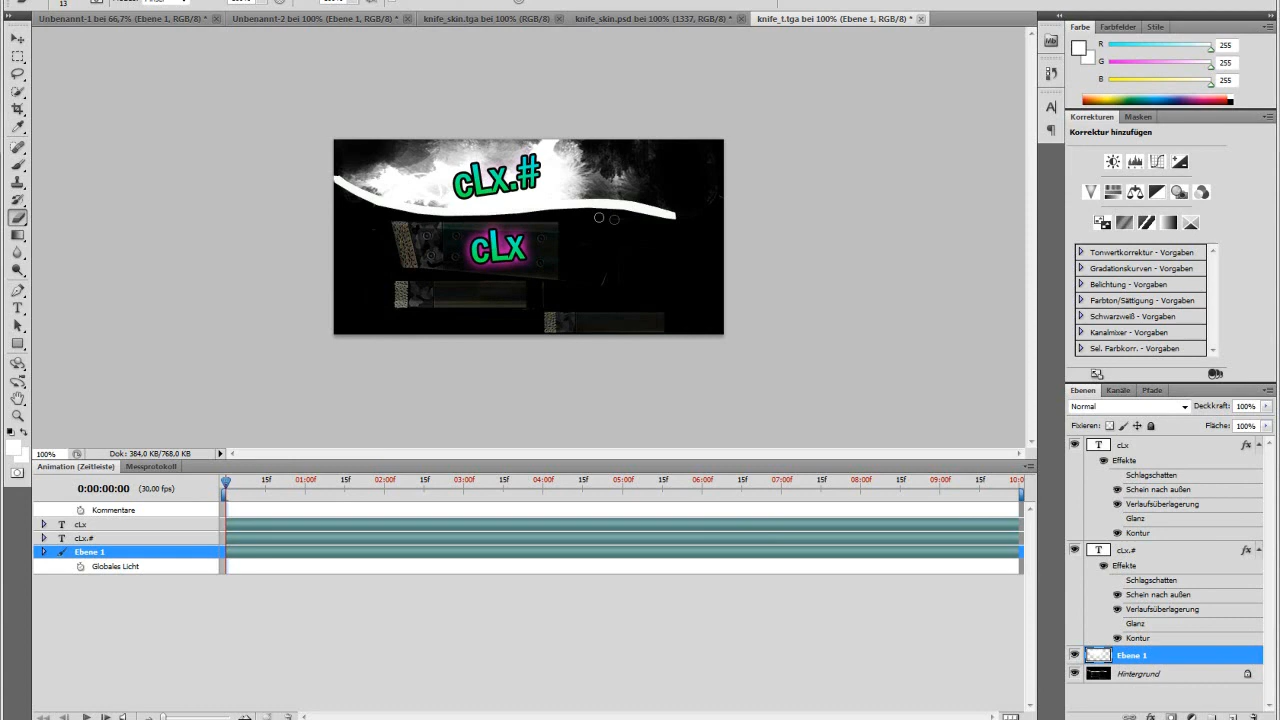 13
Unbenannt-1 bei 66,7% (Ebene 1, RGB/8) *
Unbenannt-2 bei 100% (Ebene 1, RGB/8) *
knife_skin.tga bei 100% (RGB/8)
knife_skin.psd bei 100% (1337, RGB/8) *
knife_t.tga bei 100% (Ebene 1, RGB/8) *
cLx.#
cLx
100%
Dok: 384,0 KB/768,0 KB
Animation (Zeitleiste)
Messprotokoll
0:00:00:00 (30,00 fps)
15f 01:00f 15f 02:00f 15f 03:00f 15f 04:00f 15f 05:00f 15f 06:00f 15f 07:00f 15f 08:00f 15f 09:00f 15f 10:0
Kommentare
T cLx
T cLx.#
Ebene 1
Globales Licht
Mb
Farbe Farbfelder Stile
R 255
G 255
B 255
Korrekturen Masken
Korrektur hinzufügen
Tonwertkorrektur - Vorgaben
Gradationskurven - Vorgaben
Belichtung - Vorgaben
Farbton/Sättigung - Vorgaben
Schwarzweiß - Vorgaben
Kanalmixer - Vorgaben
Sel. Farbkorr. - Vorgaben
Ebenen Kanäle Pfade
Normal Deckkraft: 100%
Fixieren: Fläche: 100%
T cLx fx
Effekte
Schlagschatten
Schein nach außen
Verlaufsüberlagerung
Glanz
Kontur
T cLx.# fx
Effekte
Schlagschatten
Schein nach außen
Verlaufsüberlagerung
Glanz
Kontur
Ebene 1
Hintergrund